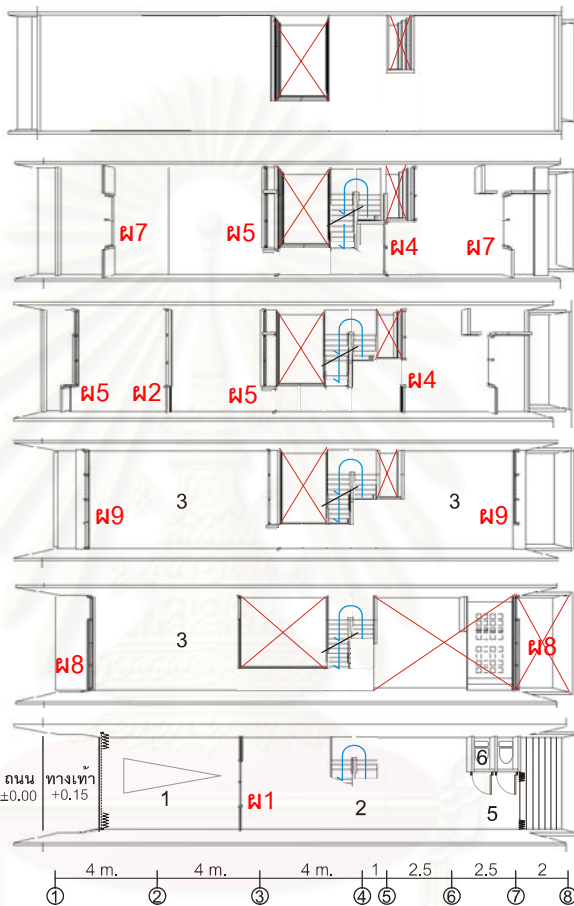 ผ7 ผ5 ผ4 ผ7
ผ5 ผ2 ผ5 ผ4
ผ9 3 3 ผ9
3
ผ8 ผ8
6
ถนน ทางเท้า
±0.00 +0.15 1 ผ1 2 5
4 m. 4 m. 4 m. 1 2.5 2.5 2
1 2 3 4 5 6 7 8